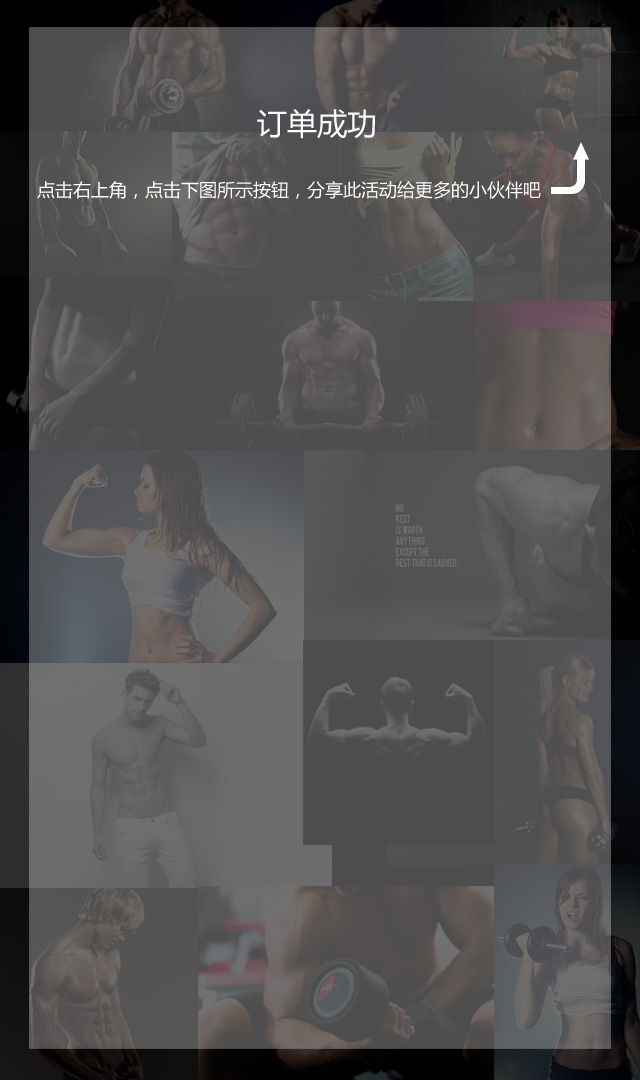 订单成功
点击右上角，点击下图所示按钮，分享此活动给更多的小伙伴吧
NO
REST
IS WORTH
ANYTHING
EXCEPT THE
REST THAT IS EARNED.